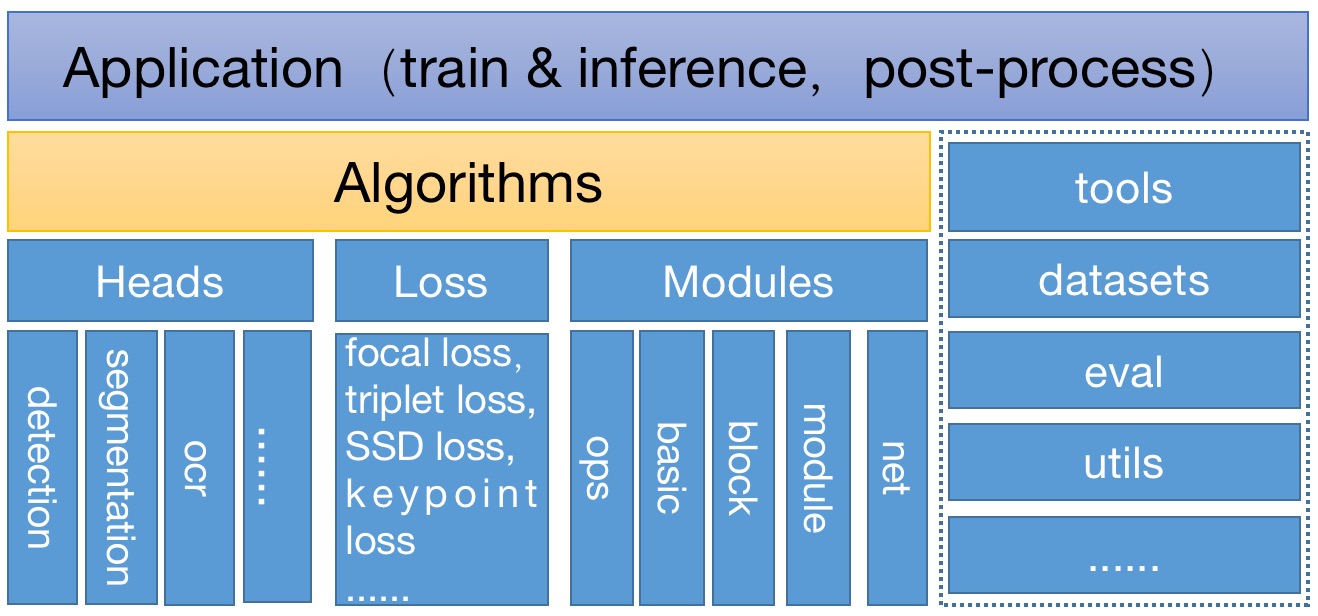 Application（train & inference， post-process）
Algorithms
tools
Heads
Loss
Modules
datasets
detection
segmentation
ocr
......
focal loss,
triplet loss,
SSD loss,
keypoint
loss
......
ops
basic
block
module
net
eval
utils
......